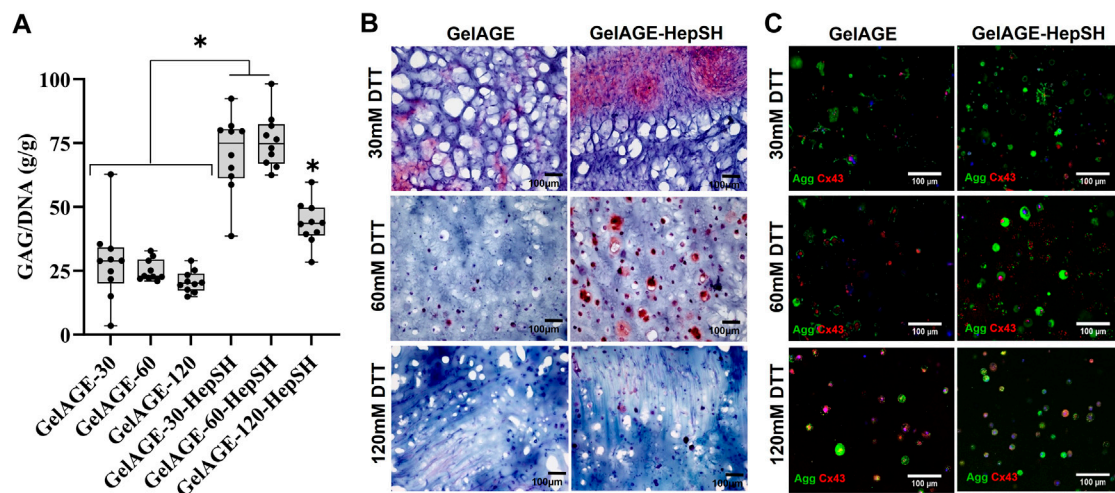 A
GAG/DNA (g/g)
100
75
50
25
0
*
*
GelAGE-30
GelAGE-60
GelAGE-120
GelAGE-30-HepSH
GelAGE-60-HepSH
GelAGE-120-HepSH
B
GelAGE
GelAGE-HepSH
30mM DTT
100μm
100μm
60mM DTT
100μm
100μm
120mM DTT
100μm
100μm
C
GelAGE
GelAGE-HepSH
30mM DTT
Agg Cx43
100 μm
Agg Cx43
100 μm
60mM DTT
Agg Cx43
100 μm
Agg Cx43
100 μm
120mM DTT
Agg Cx43
100 μm
Agg Cx43
100 μm